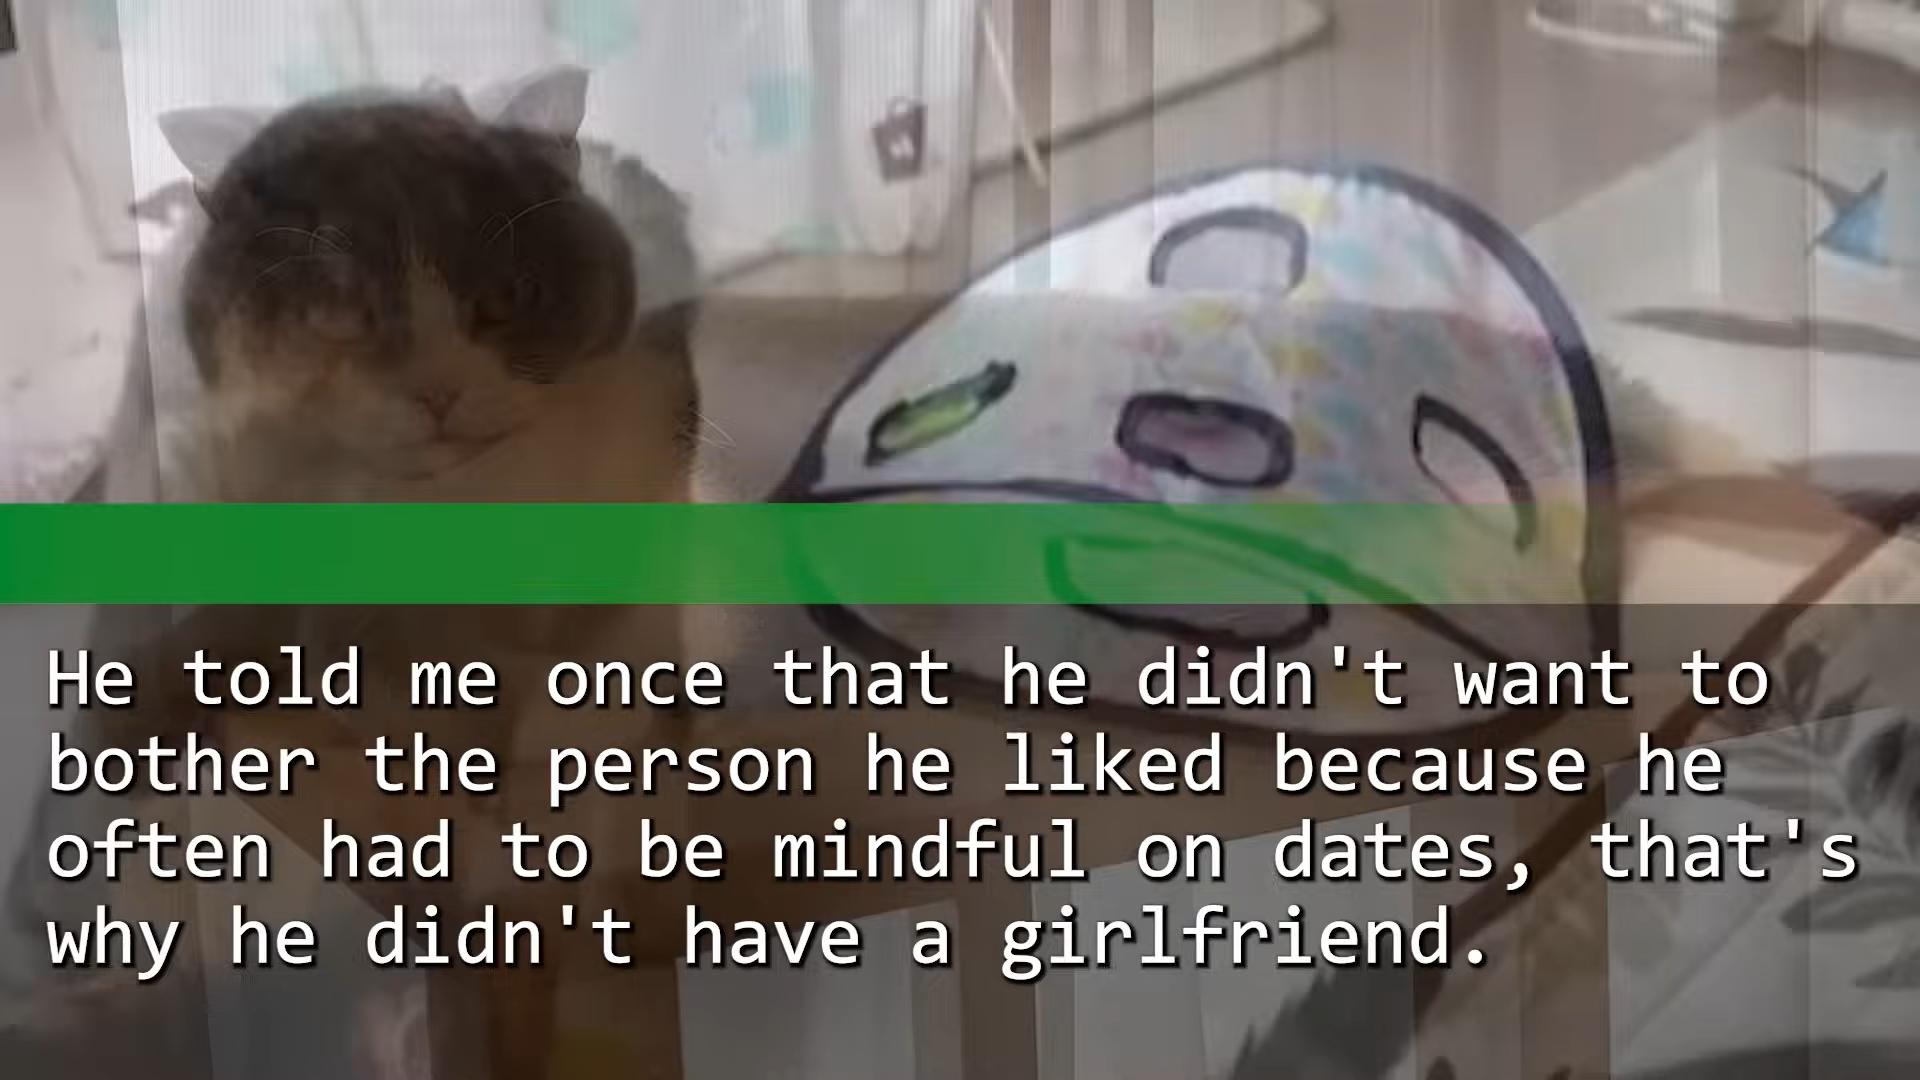 He told me once that he didn't want to
bother the person he liked because he
often had to be mindful on dates, that's
why he didn't have a girlfriend.